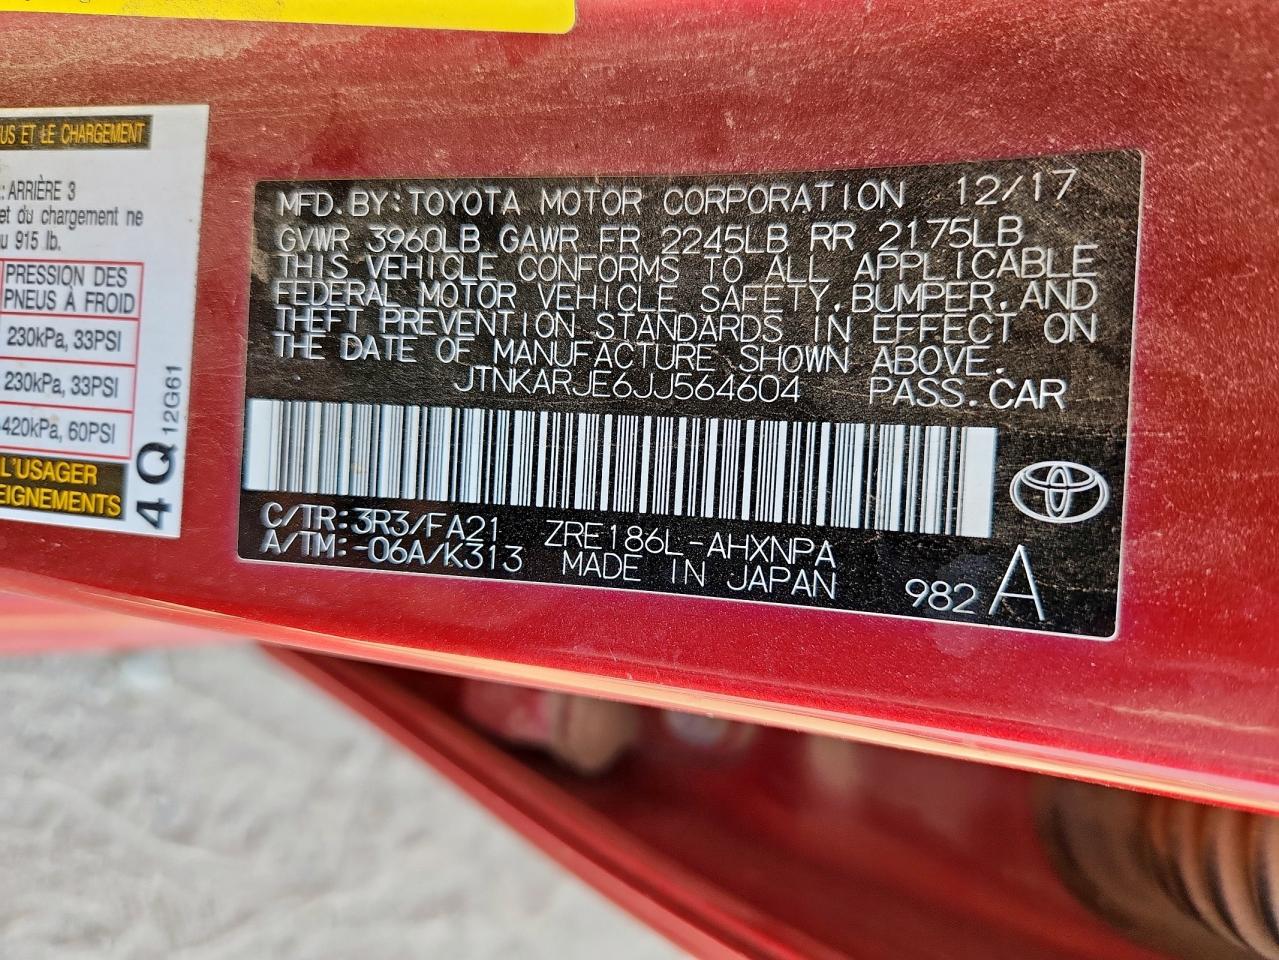 US ET LE CHARGEMENT
: ARRIÈRE 3
et du chargement ne
u 915 lb.
PRESSION DES
PNEUS À FROID
230kPa, 33PSI
230kPa, 33PSI
420kPa, 60PSI
L'USAGER
EIGNEMENTS
4Q 12G61
MFD.BY:TOYOTA MOTOR CORPORATION 12/17
GVWR 3960LB GAWR FR 2245LB RR 2175LB
THIS VEHICLE CONFORMS TO ALL APPLICABLE
FEDERAL MOTOR VEHICLE SAFETY,BUMPER,AND
THEFT PREVENTION STANDARDS IN EFFECT ON
THE DATE OF MANUFACTURE SHOWN ABOVE.
JTNKARJE6JJ564604 PASS.CAR
C/TR:3R3/FA21 ZRE186L-AHXNPA
A/TM:-06A/K313 MADE IN JAPAN
982 A